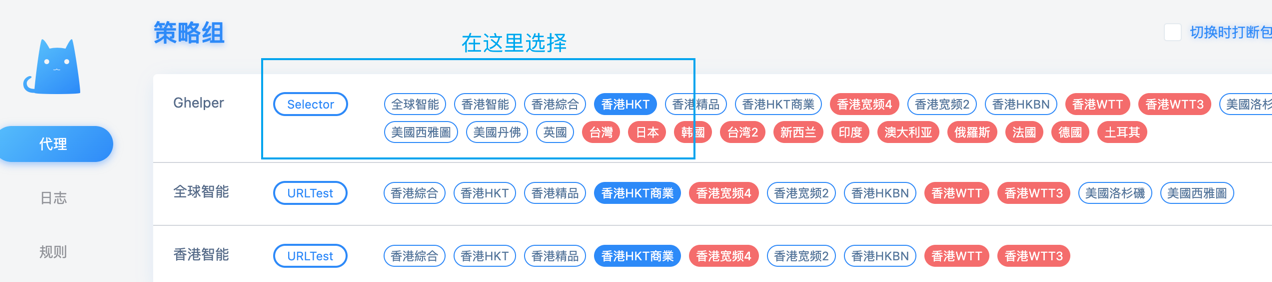 策略组
在这里选择
切换时打断包
代理
日志
规则
Ghelper Selector 全球智能 香港智能 香港綜合 香港HKT 香港精品 香港HKT商業 香港宽频4 香港宽频2 香港HKBN 香港WTT 香港WTT3 美國洛杉
美國西雅圖 美國丹佛 英國 台灣 日本 韩國 台湾2 新西兰 印度 澳大利亚 俄羅斯 法國 德國 土耳其
全球智能 URLTest 香港綜合 香港HKT 香港精品 香港HKT商業 香港宽频4 香港宽频2 香港HKBN 香港WTT 香港WTT3 美國洛杉磯 美國西雅圖
香港智能 URLTest 香港綜合 香港HKT 香港精品 香港HKT商業 香港宽频4 香港宽频2 香港HKBN 香港WTT 香港WTT3